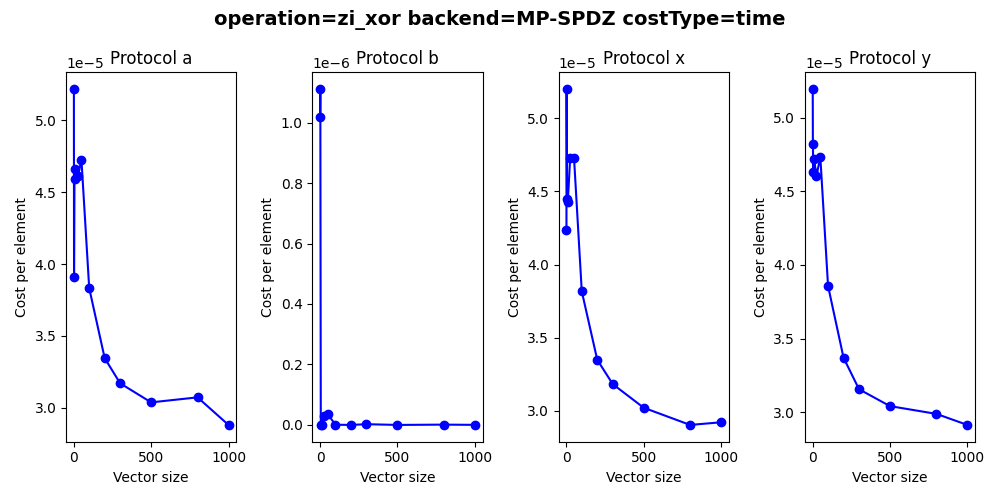 operation=zi_xor backend=MP-SPDZ costType=time
Protocol a
1e−5
Cost per element
5.0
4.5
4.0
3.5
3.0
0
500
1000
Vector size
Protocol b
1e−6
Cost per element
1.0
0.8
0.6
0.4
0.2
0.0
0
500
1000
Vector size
Protocol x
1e−5
Cost per element
5.0
4.5
4.0
3.5
3.0
0
500
1000
Vector size
Protocol y
1e−5
Cost per element
5.0
4.5
4.0
3.5
3.0
0
500
1000
Vector size